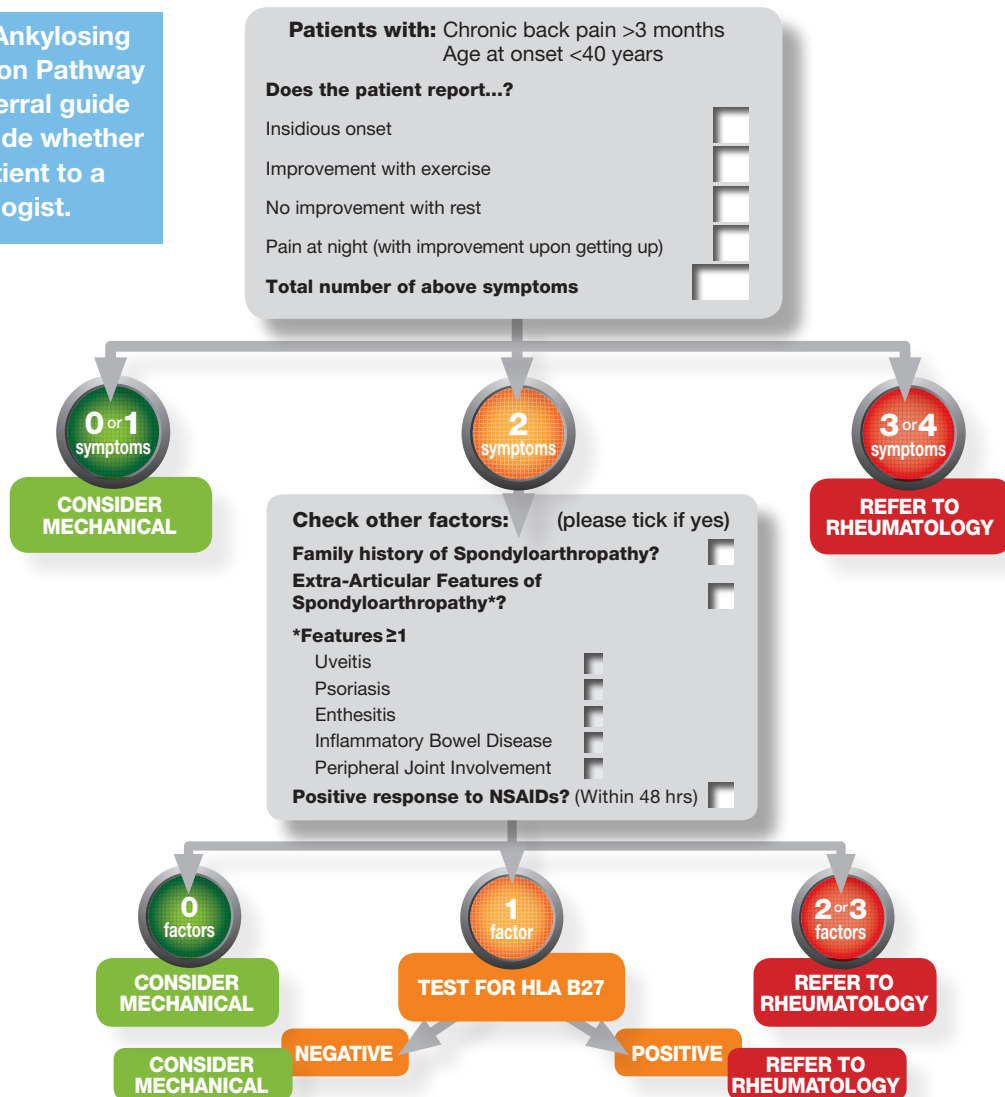 Ankylosing
on Pathway
erral guide
de whether
tient to a
logist.
Patients with: Chronic back pain >3 months
Age at onset <40 years
Does the patient report...?
Insidious onset
Improvement with exercise
No improvement with rest
Pain at night (with improvement upon getting up)
Total number of above symptoms
0 or 1
symptoms
2
symptoms
3 or 4
symptoms
CONSIDER
MECHANICAL
REFER TO
RHEUMATOLOGY
Check other factors: (please tick if yes)
Family history of Spondyloarthropathy?
Extra-Articular Features of
Spondyloarthropathy*?
*Features ≥1
Uveitis
Psoriasis
Enthesitis
Inflammatory Bowel Disease
Peripheral Joint Involvement
Positive response to NSAIDs? (Within 48 hrs)
0
factors
1
factor
2 or 3
factors
CONSIDER
MECHANICAL
TEST FOR HLA B27
REFER TO
RHEUMATOLOGY
NEGATIVE
POSITIVE
CONSIDER
MECHANICAL
REFER TO
RHEUMATOLOGY